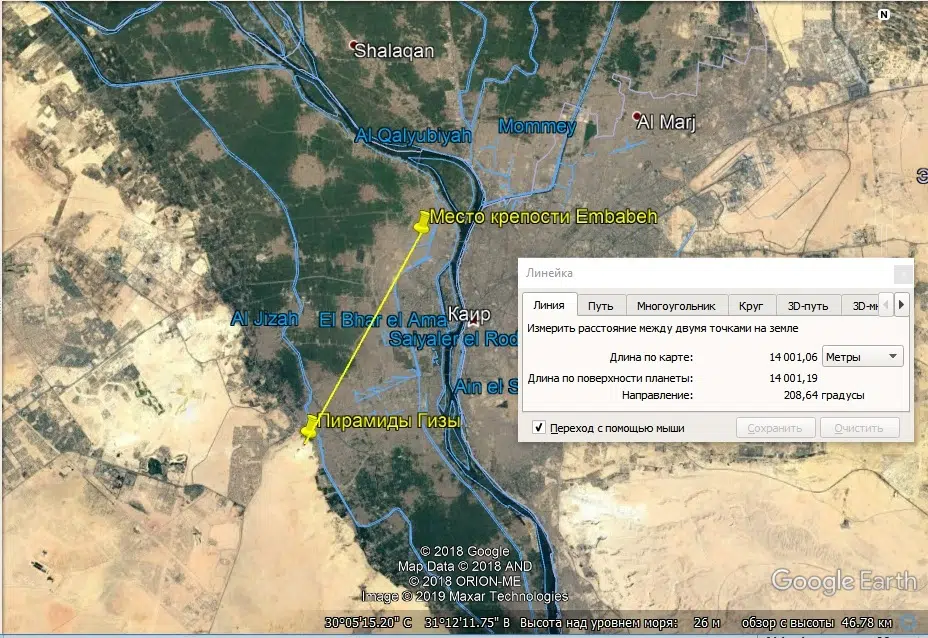 N
Shalaqan
Al Qalyubiyah
Mommey
Al Marj
Место крепости Embabeh
Al Jizah
El Bhar el Ama
Каир
Saiyalet el Rod
Ain el S
Пирамиды Гизы
Линейка
Линия
Путь
Многоугольник
Круг
3D-путь
3D-мн
Измерить расстояние между двумя точками на земле
Длина по карте: 14 001,06 Метры
Длина по поверхности планеты: 14 001,19
Направление: 208,64 градусы
Переход с помощью мыши
Сохранить
Очистить
© 2018 Google
Map Data © 2018 AND
© 2018 ORION-ME
Image © 2019 Maxar Technologies
Google Earth
30°05'15.20" С 31°12'11.75" В Высота над уровнем моря: 26 м обзор с высоты 46.78 км